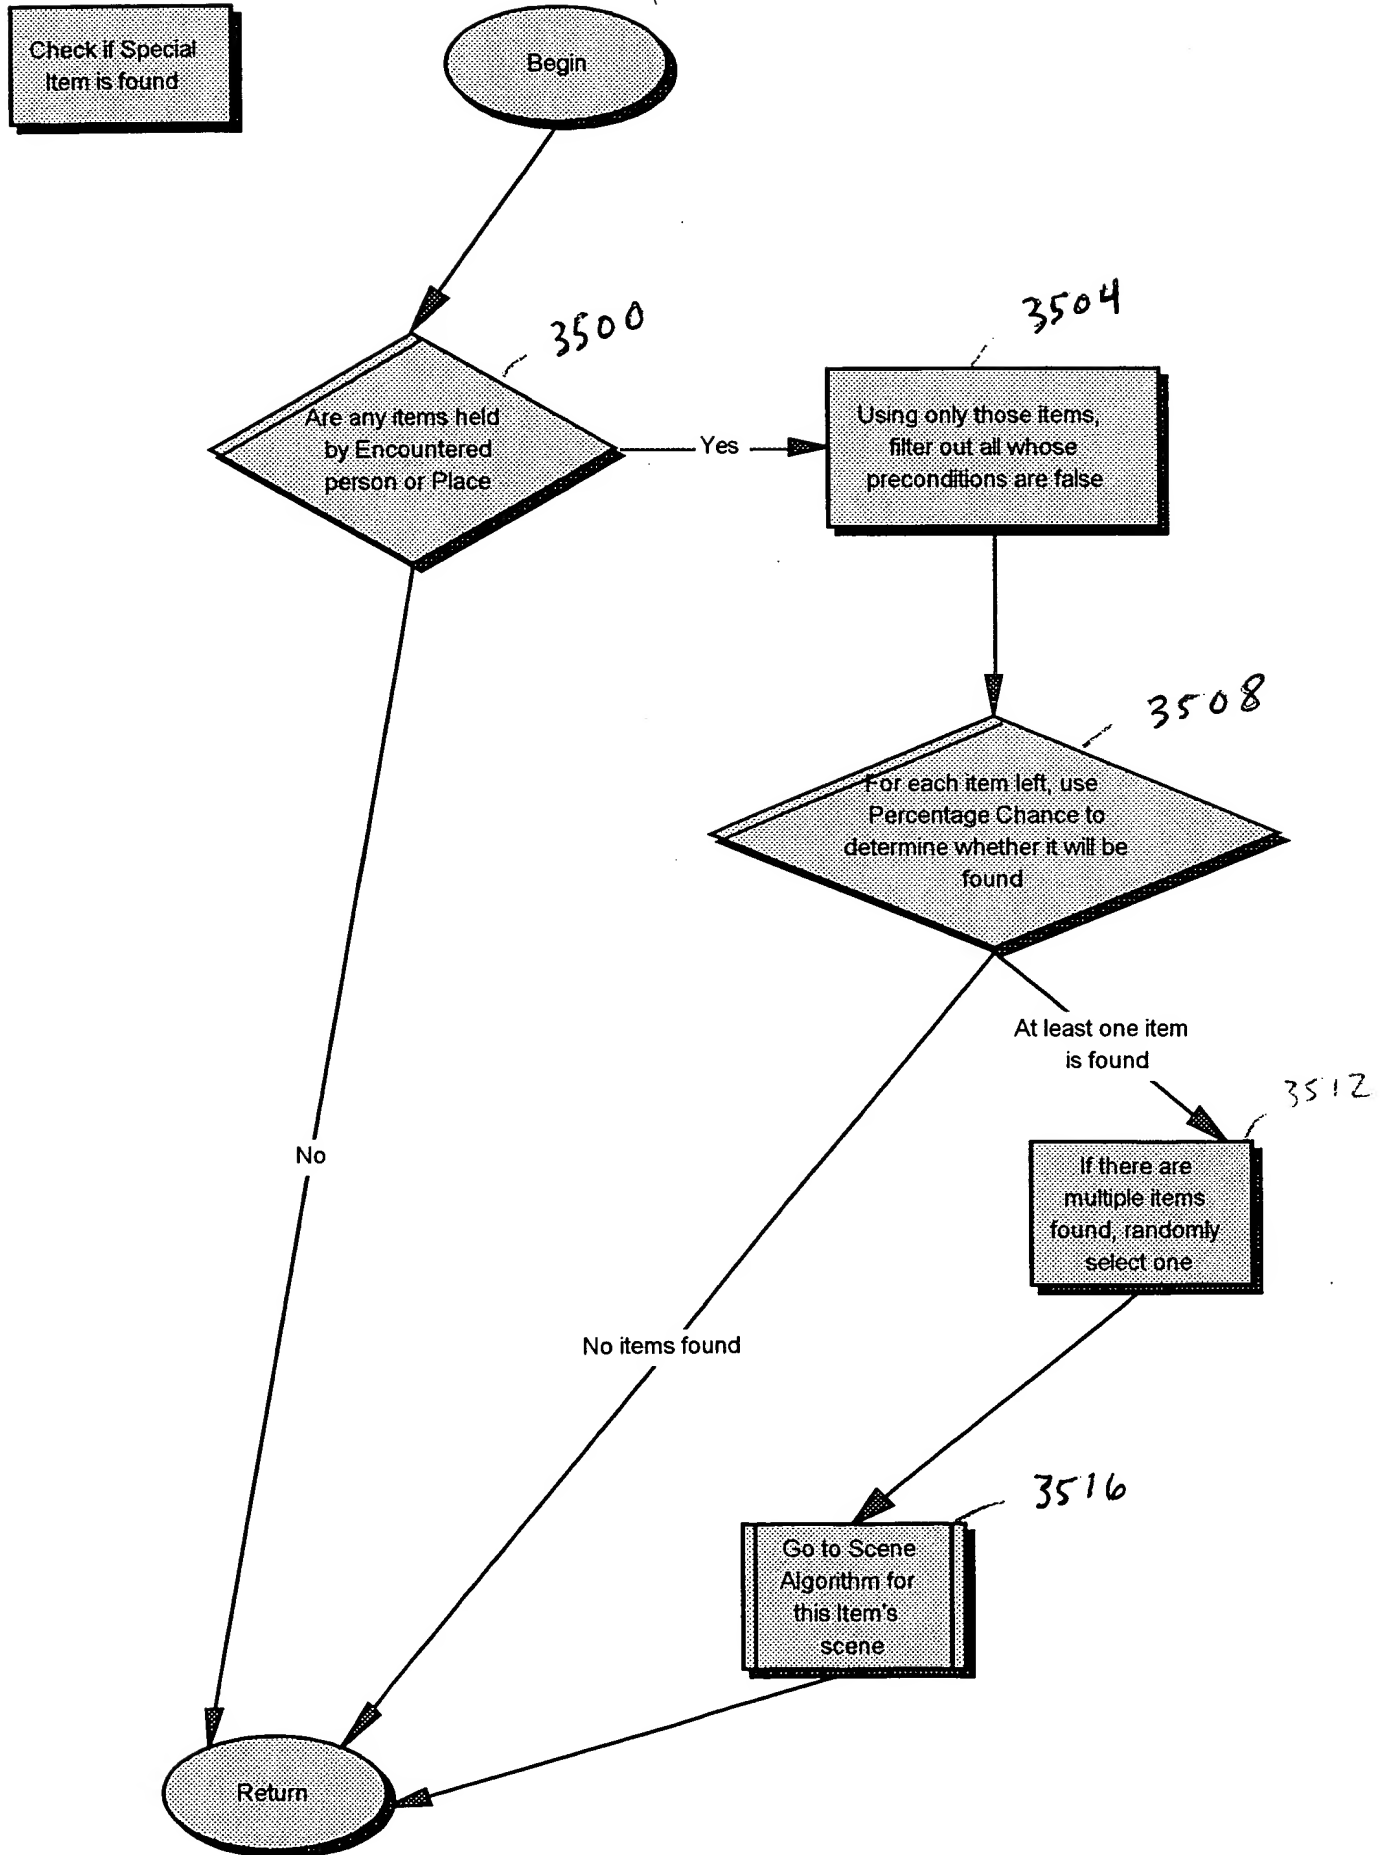 Check if Special
Item is found
Begin
3500
Are any items held
by Encountered
person or Place
Yes
3504
Using only those items,
filter out all whose
preconditions are false
3508
For each item left, use
Percentage Chance to
determine whether it will be
found
At least one item
is found
3512
If there are
multiple items
found, randomly
select one
No
No items found
3516
Go to Scene
Algorithm for
this Item's
scene
Return